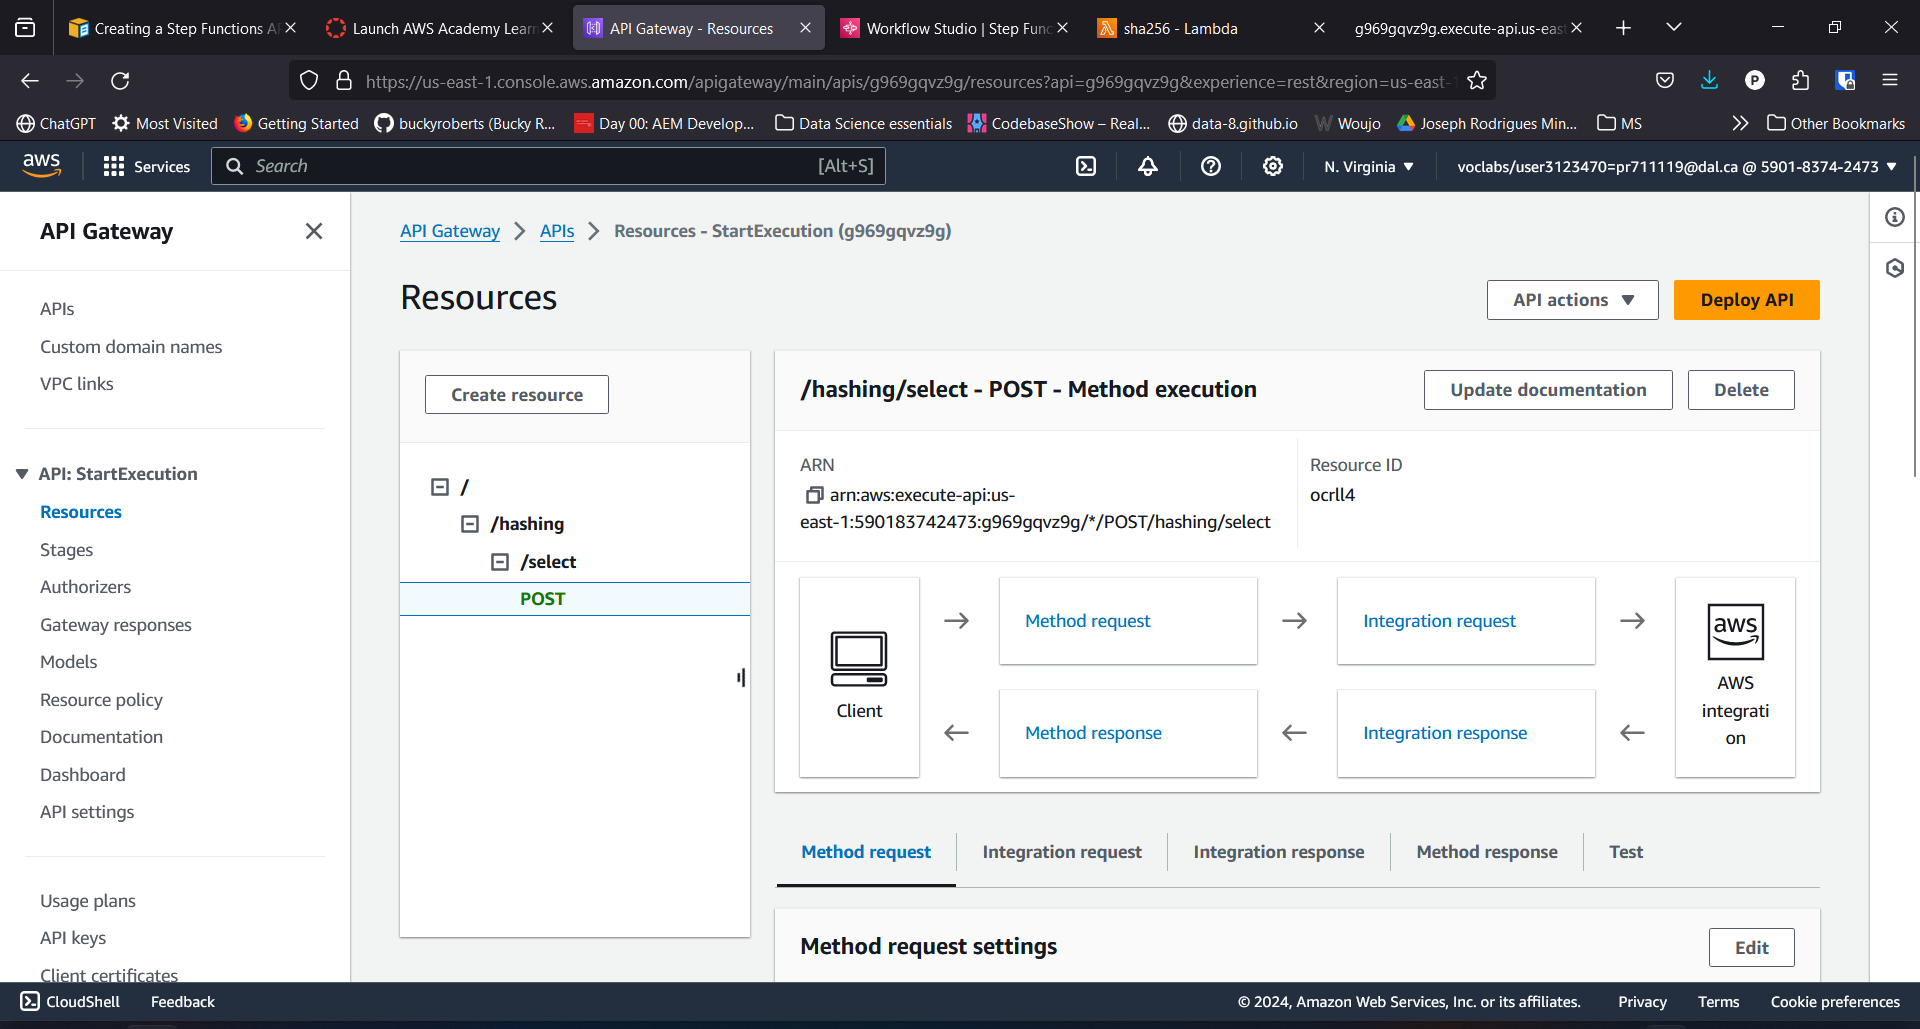 Creating a Step Functions A
Launch AWS Academy Lear
API Gateway - Resources
Workflow Studio | Step Func
sha256 - Lambda
g969gqvz9g.execute-api.us-eas
https://us-east-1.console.aws.amazon.com/apigateway/main/apis/g969gqvz9g/resources?api=g969gqvz9g&experience=rest&region=us-east-
P
ChatGPT
Most Visited
Getting Started
buckyroberts (Bucky R...
Day 00: AEM Develop...
Data Science essentials
CodebaseShow – Real...
data-8.github.io
W Woujo
Joseph Rodrigues Min...
MS
Other Bookmarks
aws
Services
Search
[Alt+S]
N. Virginia
voclabs/user3123470=pr711119@dal.ca @ 5901-8374-2473
API Gateway
APIs
Custom domain names
VPC links
API: StartExecution
Resources
Stages
Authorizers
Gateway responses
Models
Resource policy
Documentation
Dashboard
API settings
Usage plans
API keys
Client certificates
API Gateway
APIs
Resources - StartExecution (g969gqvz9g)
Resources
API actions
Deploy API
Create resource
/
/hashing
/select
POST
/hashing/select - POST - Method execution
Update documentation
Delete
ARN
arn:aws:execute-api:us-
east-1:590183742473:g969gqvz9g/*/POST/hashing/select
Resource ID
ocrll4
Client
Method request
Integration request
Method response
Integration response
aws
AWS
integrati
on
Method request
Integration request
Integration response
Method response
Test
Method request settings
Edit
CloudShell
Feedback
© 2024, Amazon Web Services, Inc. or its affiliates.
Privacy
Terms
Cookie preferences